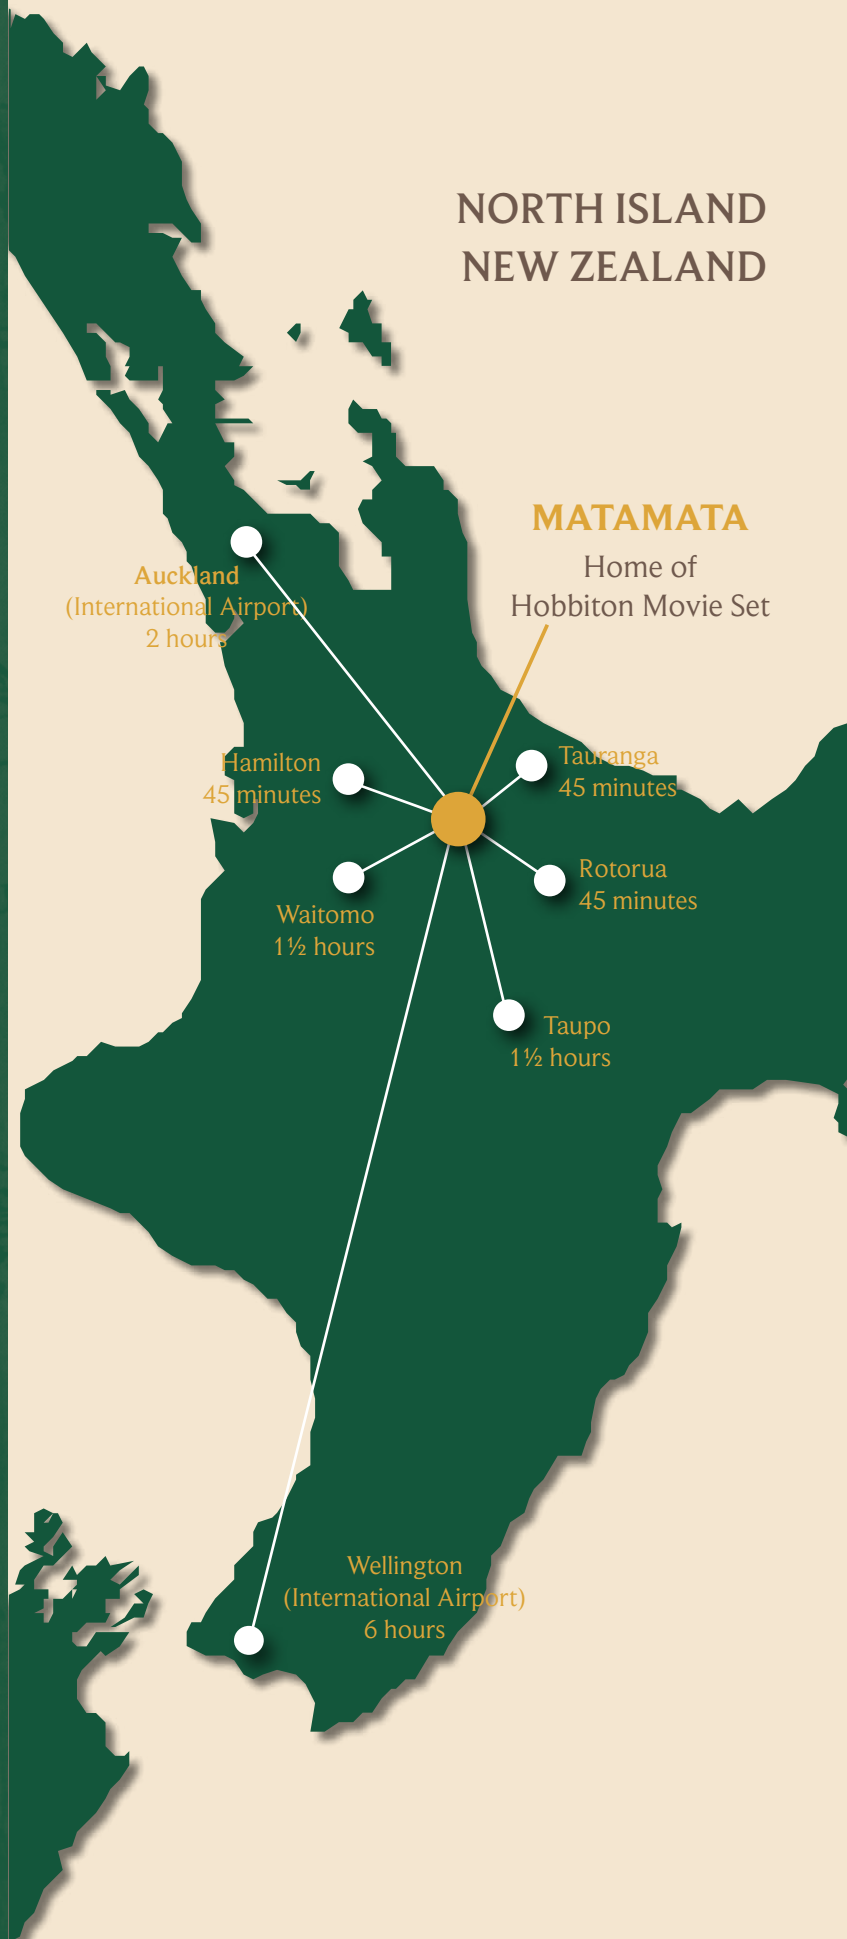 NORTH ISLAND
NEW ZEALAND
MATAMATA
Home of
Hobbiton Movie Set
Auckland
(International Airport)
2 hours
Hamilton
45 minutes
Tauranga
45 minutes
Rotorua
45 minutes
Waitomo
1½ hours
Taupo
1½ hours
Wellington
(International Airport)
6 hours